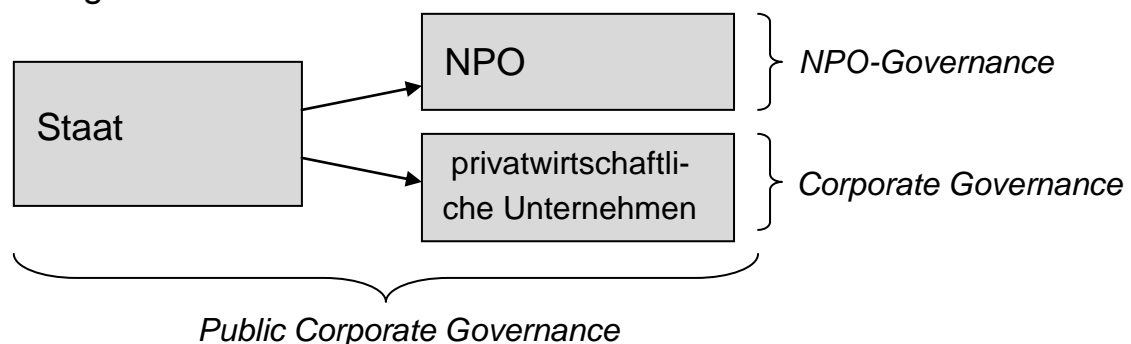 NPO
NPO-Governance
Staat
privatwirtschaftli-
che Unternehmen
Corporate Governance
Public Corporate Governance